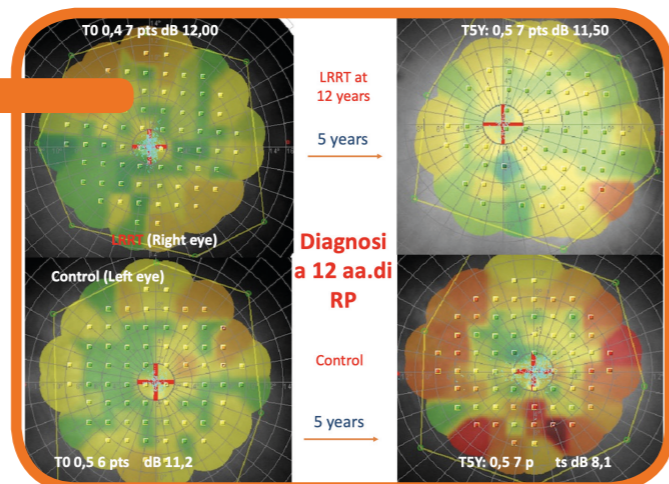 T0 0,4 7 pts dB 12,00
T5Y: 0,5 7 pts dB 11,50
LRRT at
12 years
5 years
LRRT (Right eye)
Diagnosi
a 12 aa.di
RP
Control (Left eye)
Control
5 years
T0 0,5 6 pts dB 11,2
T5Y: 0,5 7 p ts dB 8,1